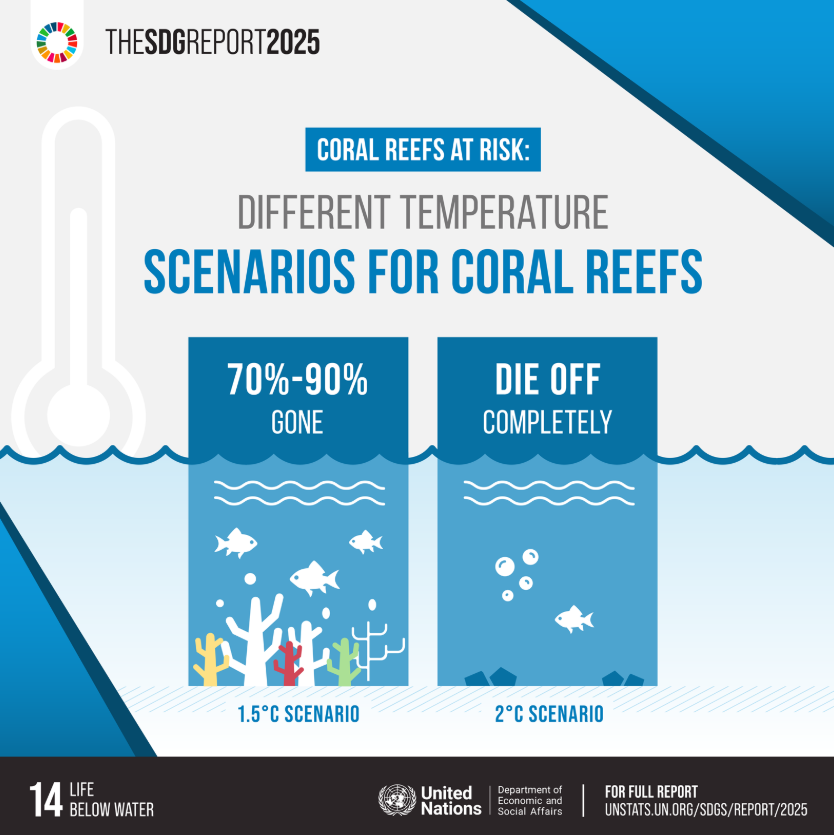 THESDGREPORT2025
CORAL REEFS AT RISK:
DIFFERENT TEMPERATURE
SCENARIOS FOR CORAL REEFS
70%-90%
GONE
DIE OFF
COMPLETELY
1.5°C SCENARIO
2°C SCENARIO
14 LIFE
BELOW WATER
United
Nations
Department of
Economic and
Social Affairs
FOR FULL REPORT
UNSTATS.UN.ORG/SDGS/REPORT/2025